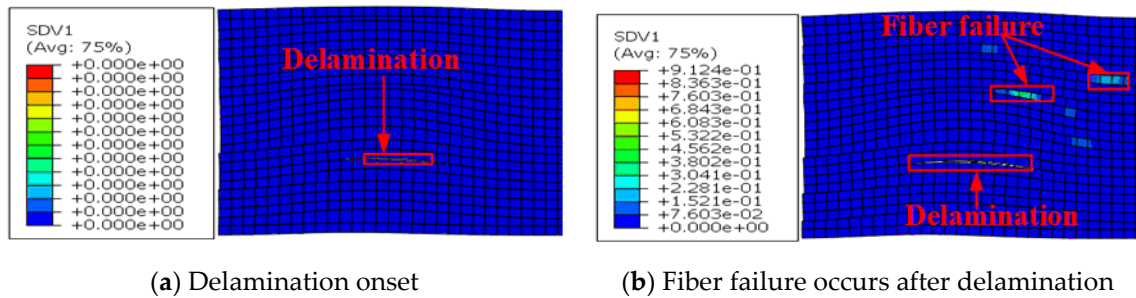 SDV1
(Avg: 75%)
+0.000e+00
+0.000e+00
+0.000e+00
+0.000e+00
+0.000e+00
+0.000e+00
+0.000e+00
+0.000e+00
+0.000e+00
+0.000e+00
+0.000e+00
+0.000e+00
+0.000e+00
Delamination
(a) Delamination onset
SDV1
(Avg: 75%)
+9.124e-01
+8.363e-01
+7.603e-01
+6.843e-01
+6.083e-01
+5.322e-01
+4.562e-01
+3.802e-01
+3.041e-01
+2.281e-01
+1.521e-01
+7.603e-02
+0.000e+00
Fiber failure
Delamination
(b) Fiber failure occurs after delamination